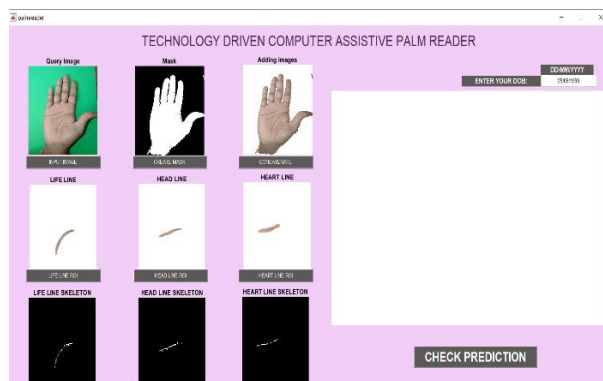 palmreader
TECHNOLOGY DRIVEN COMPUTER ASSISTIVE PALM READER
Query Image
Mask
Adding images
DD/MM/YYYY
ENTER YOUR DOB:
INPUT IMAGE
CREATE MASK
CONCATENATE
LIFE LINE
HEAD LINE
HEART LINE
LIFE LINE ROI
HEAD LINE ROI
HEART LINE ROI
LIFE LINE SKELETON
HEAD LINE SKELETON
HEART LINE SKELETON
CHECK PREDICTION